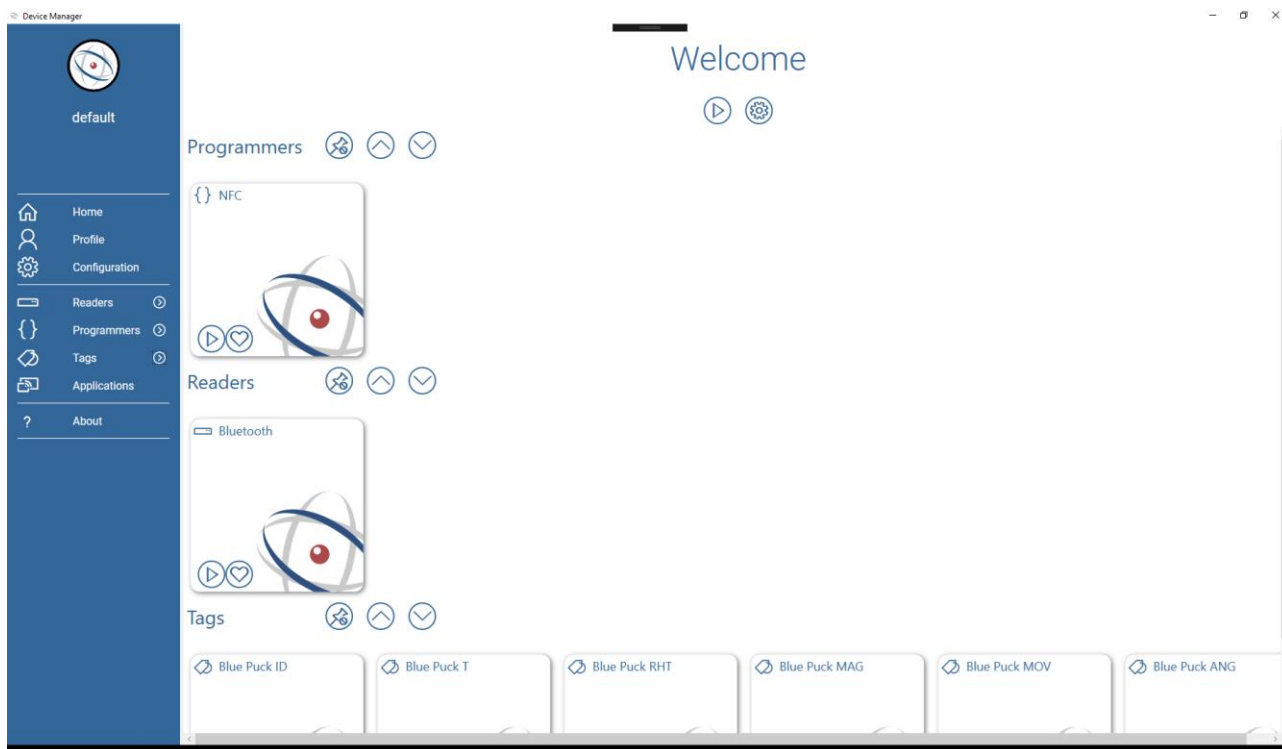 Device Manager
default
Home
Profile
Configuration
Readers
Programmers
Tags
Applications
? About
Welcome
Programmers
{ } NFC
Readers
Bluetooth
Tags
Blue Puck ID
Blue Puck T
Blue Puck RHT
Blue Puck MAG
Blue Puck MOV
Blue Puck ANG